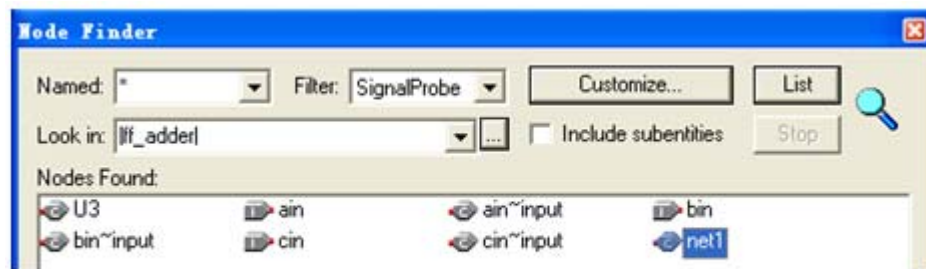 Node Finder
Named: * Filter: SignalProbe Customize... List
Look in: |ff_adder| ... Include subentities Stop
Nodes Found:
U3 ain ain~input bin
bin~input cin cin~input net1